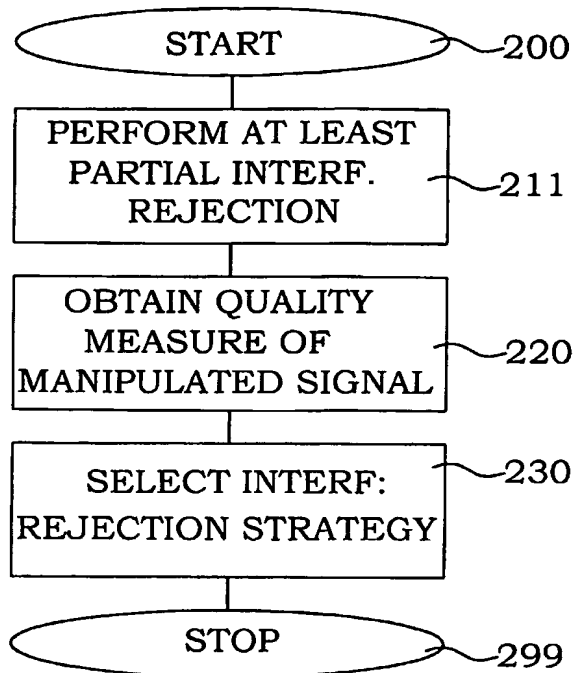 START
200
PERFORM AT LEAST
PARTIAL INTERF.
REJECTION
211
OBTAIN QUALITY
MEASURE OF
MANIPULATED SIGNAL
220
SELECT INTERF:
REJECTION STRATEGY
230
STOP
299